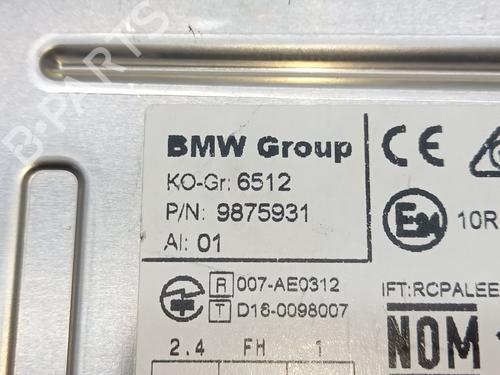 B-PARTS
BMW Group
KO-Gr: 6512
P/N: 9875931
AI: 01
CE
E24
10R
R 007-AE0312
T D16-0098007
IFT:RCPALEE
2.4 FH 1
NOM